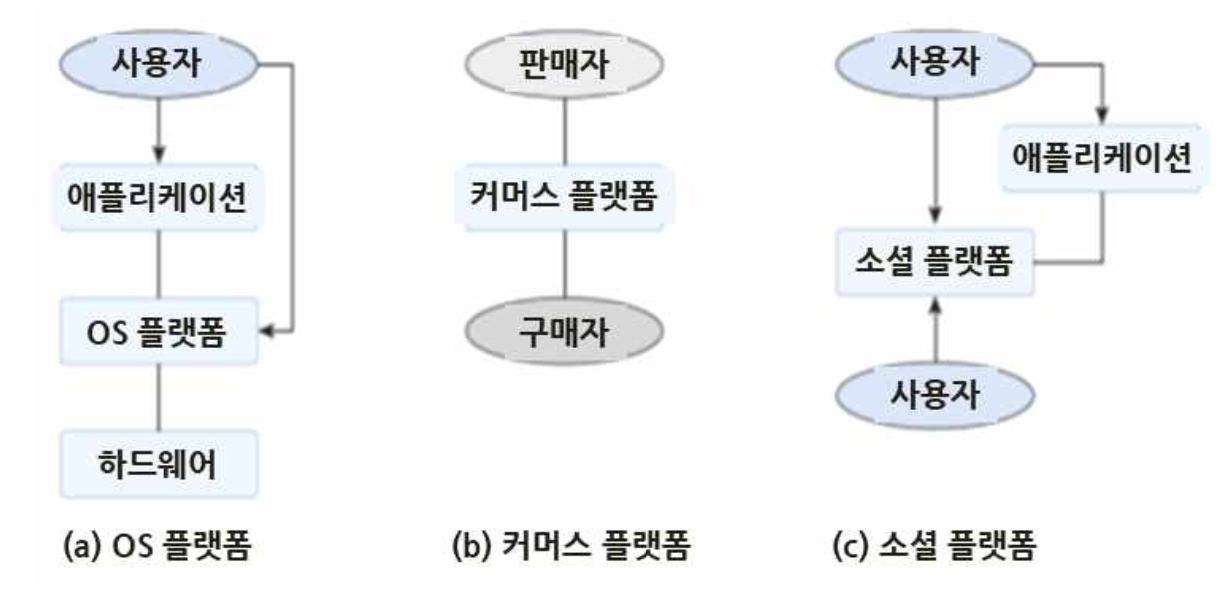 사용자
애플리케이션
OS 플랫폼
하드웨어
(a) OS 플랫폼
판매자
커머스 플랫폼
구매자
(b) 커머스 플랫폼
사용자
애플리케이션
소셜 플랫폼
사용자
(c) 소셜 플랫폼